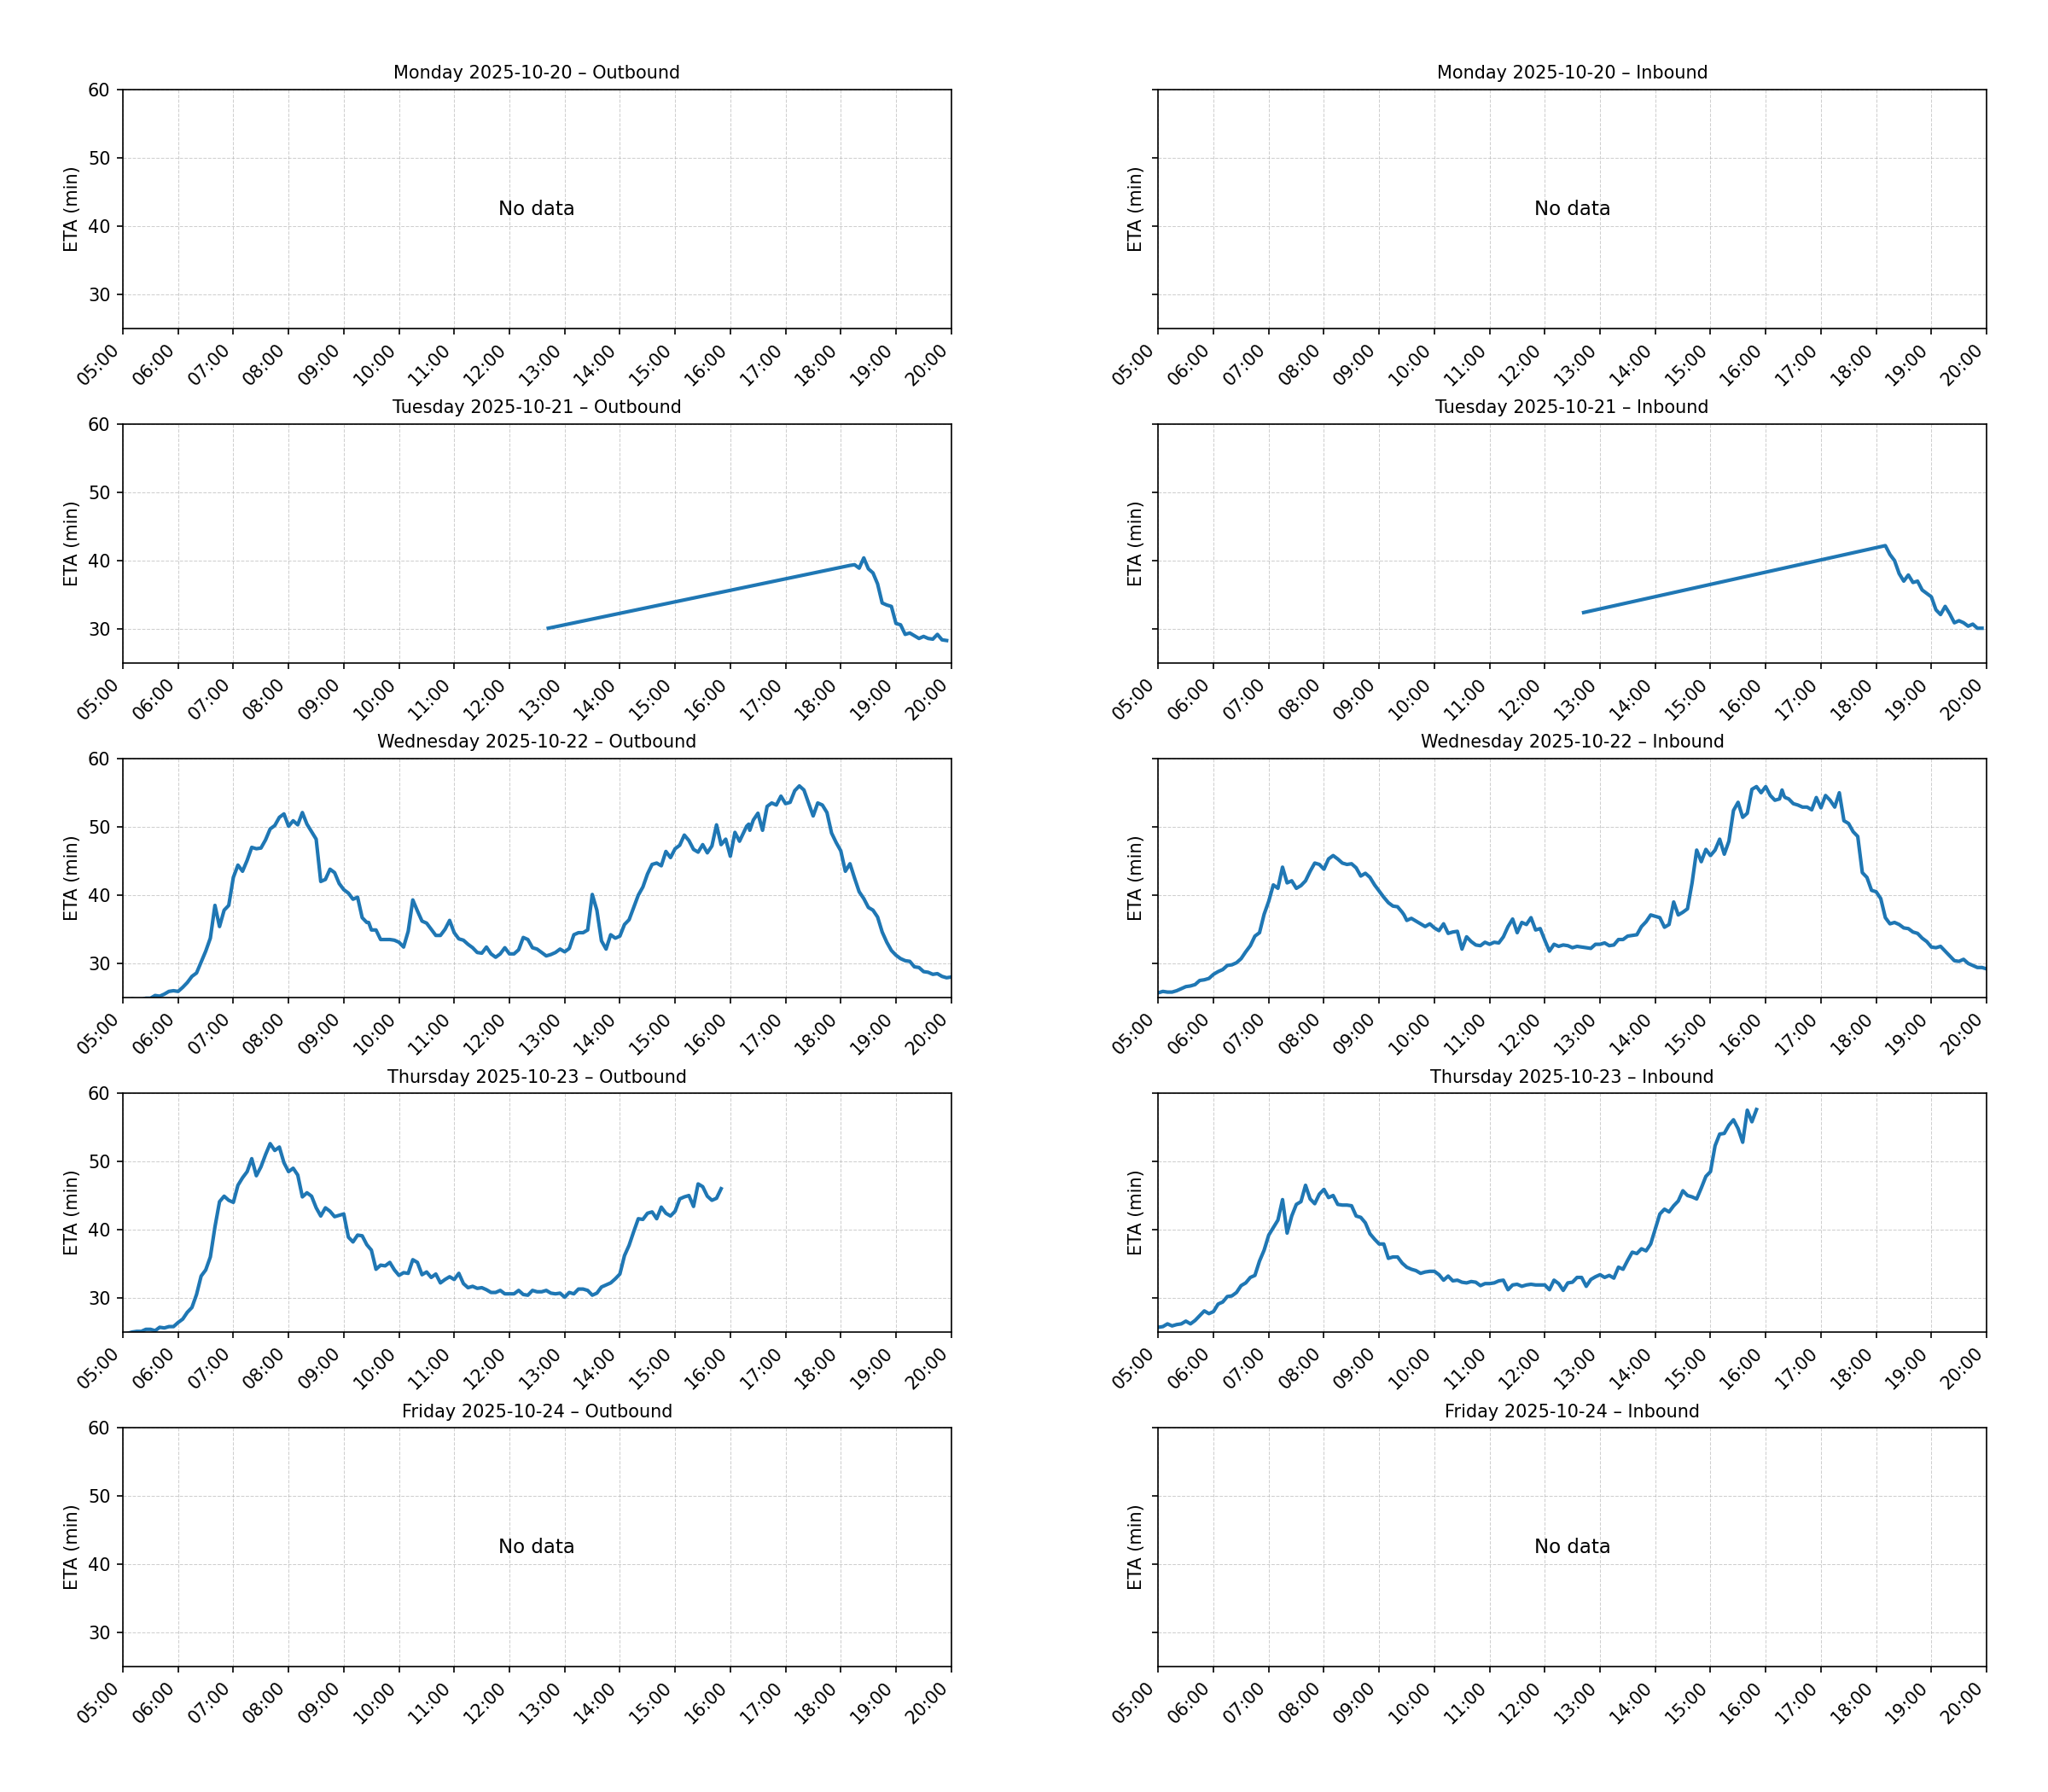 Monday 2025-10-20 – Outbound
60
50
40
30
ETA (min)
No data
05:00 06:00 07:00 08:00 09:00 10:00 11:00 12:00 13:00 14:00 15:00 16:00 17:00 18:00 19:00 20:00
Monday 2025-10-20 – Inbound
ETA (min)
No data
05:00 06:00 07:00 08:00 09:00 10:00 11:00 12:00 13:00 14:00 15:00 16:00 17:00 18:00 19:00 20:00
Tuesday 2025-10-21 – Outbound
60
50
40
30
ETA (min)
05:00 06:00 07:00 08:00 09:00 10:00 11:00 12:00 13:00 14:00 15:00 16:00 17:00 18:00 19:00 20:00
Tuesday 2025-10-21 – Inbound
ETA (min)
05:00 06:00 07:00 08:00 09:00 10:00 11:00 12:00 13:00 14:00 15:00 16:00 17:00 18:00 19:00 20:00
Wednesday 2025-10-22 – Outbound
60
50
40
30
ETA (min)
05:00 06:00 07:00 08:00 09:00 10:00 11:00 12:00 13:00 14:00 15:00 16:00 17:00 18:00 19:00 20:00
Wednesday 2025-10-22 – Inbound
ETA (min)
05:00 06:00 07:00 08:00 09:00 10:00 11:00 12:00 13:00 14:00 15:00 16:00 17:00 18:00 19:00 20:00
Thursday 2025-10-23 – Outbound
60
50
40
30
ETA (min)
05:00 06:00 07:00 08:00 09:00 10:00 11:00 12:00 13:00 14:00 15:00 16:00 17:00 18:00 19:00 20:00
Thursday 2025-10-23 – Inbound
ETA (min)
05:00 06:00 07:00 08:00 09:00 10:00 11:00 12:00 13:00 14:00 15:00 16:00 17:00 18:00 19:00 20:00
Friday 2025-10-24 – Outbound
60
50
40
30
ETA (min)
No data
05:00 06:00 07:00 08:00 09:00 10:00 11:00 12:00 13:00 14:00 15:00 16:00 17:00 18:00 19:00 20:00
Friday 2025-10-24 – Inbound
ETA (min)
No data
05:00 06:00 07:00 08:00 09:00 10:00 11:00 12:00 13:00 14:00 15:00 16:00 17:00 18:00 19:00 20:00